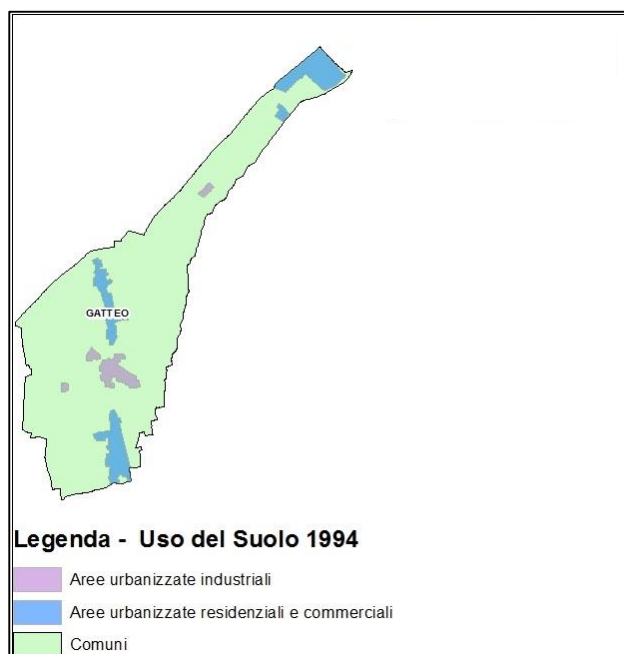 GATTEO
Legenda - Uso del Suolo 1994
Aree urbanizzate industriali
Aree urbanizzate residenziali e commerciali
Comuni